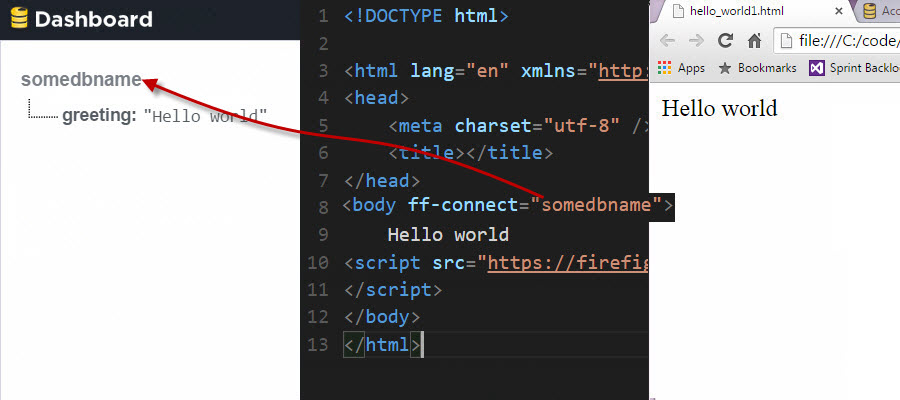 Dashboard
somedbname
greeting: "Hello world"
1 <!DOCTYPE html>
2
3 <html lang="en" xmlns="http:
4 <head>
5 <meta charset="utf-8" />
6 <title></title>
7 </head>
8 <body ff-connect="somedbname">
9 Hello world
10 <script src="https://firefig
11 </script>
12 </body>
13 </html>
hello_world1.html
Acc
file:///C:/code/
Apps Bookmarks Sprint Backlo
Hello world